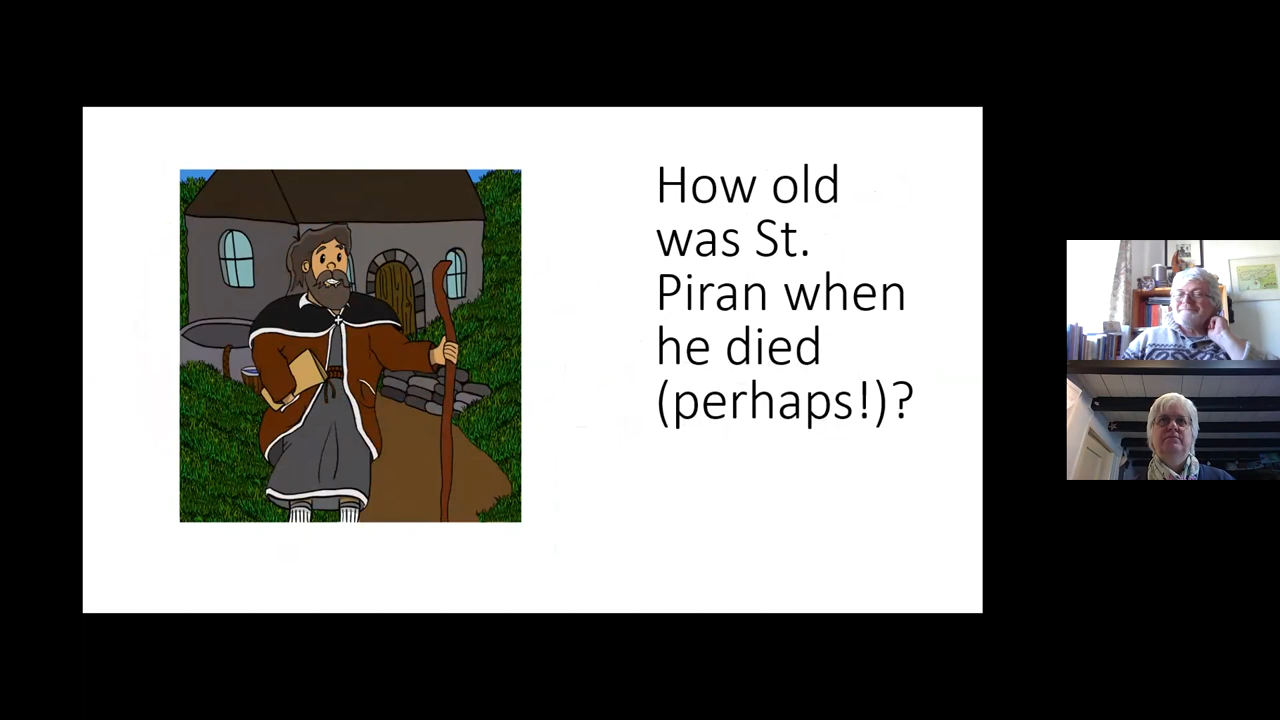 How old
was St.
Piran when
he died
(perhaps!)?